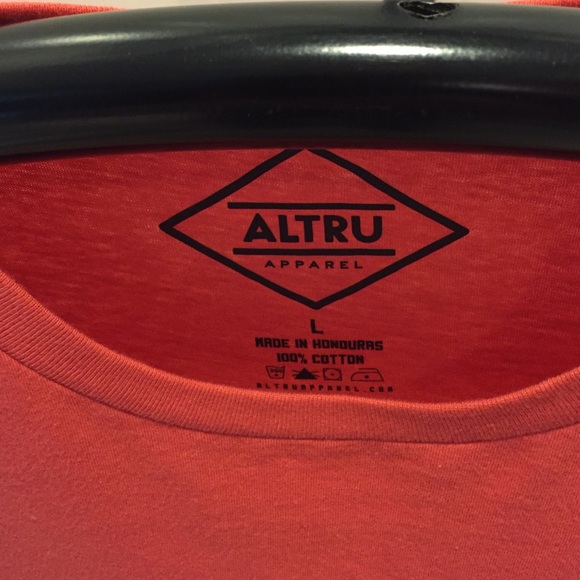 ALTRU
APPAREL
L
MADE IN HONDURAS
100% COTTON
ALTRUAPPAREL.COM